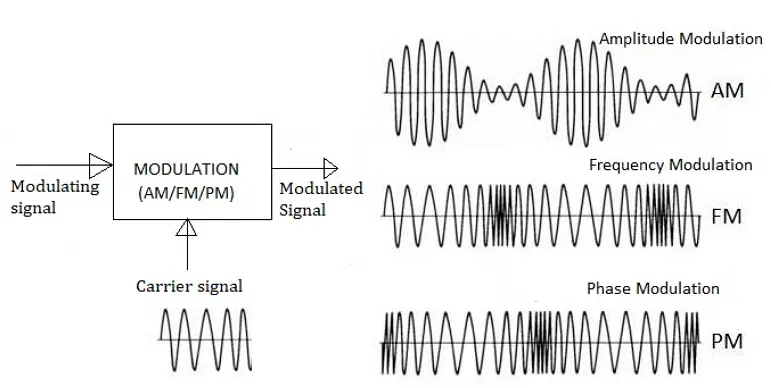 MODULATION
(AM/FM/PM)
Modulating
signal
Modulated
Signal
Carrier signal
Amplitude Modulation
AM
Frequency Modulation
FM
Phase Modulation
PM